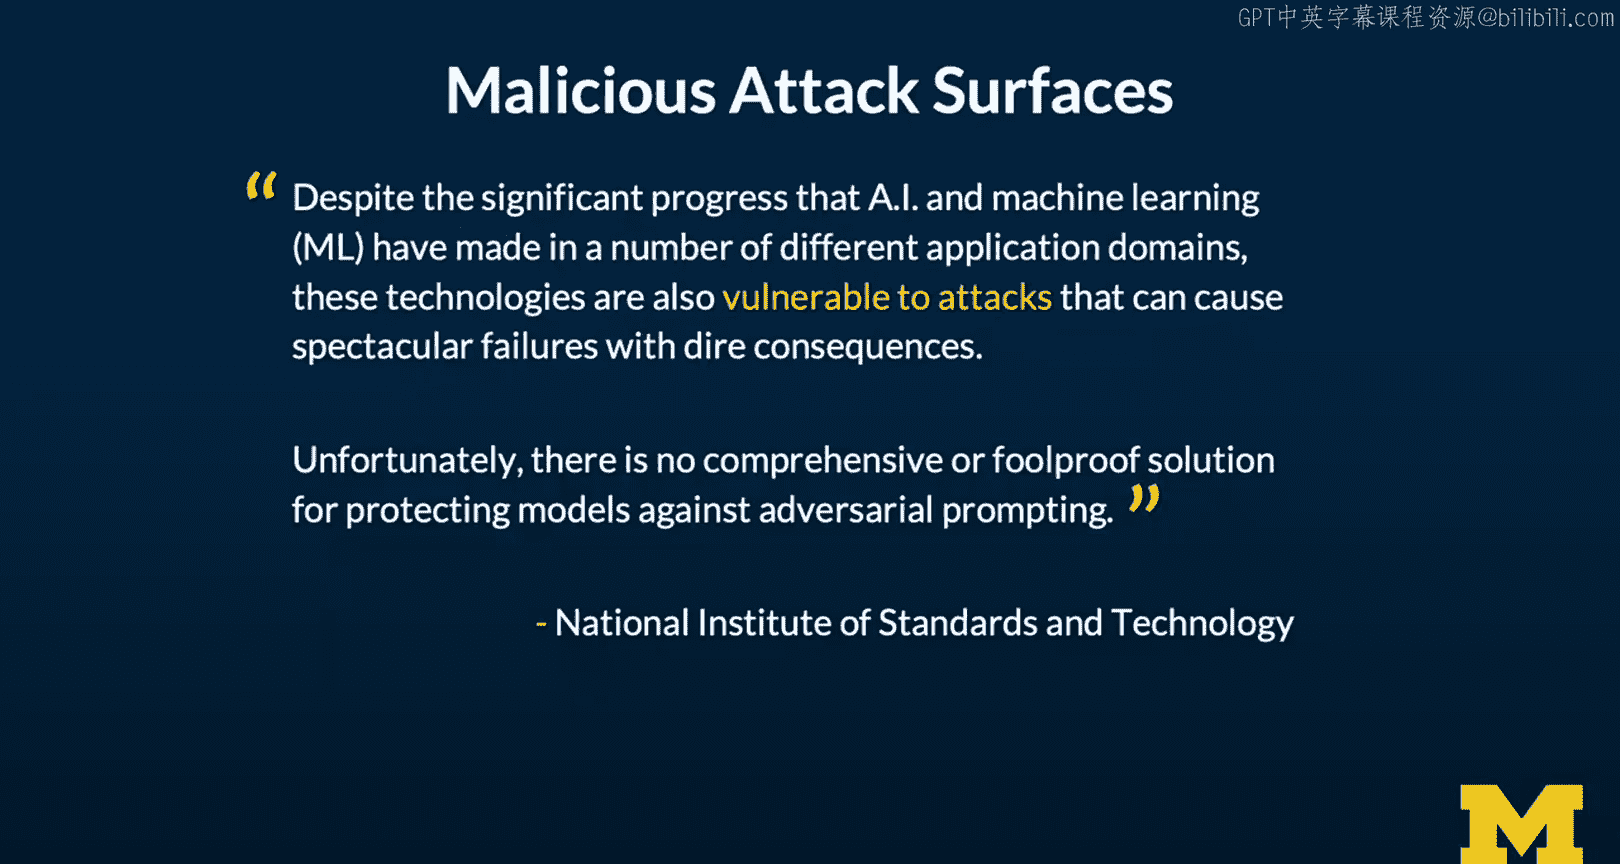 GPT中英字幕课程资源@bilibili.com
Malicious Attack Surfaces
“ Despite the significant progress that A.I. and machine learning
(ML) have made in a number of different application domains,
these technologies are also vulnerable to attacks that can cause
spectacular failures with dire consequences.
Unfortunately, there is no comprehensive or foolproof solution
for protecting models against adversarial prompting. ”
- National Institute of Standards and Technology
M